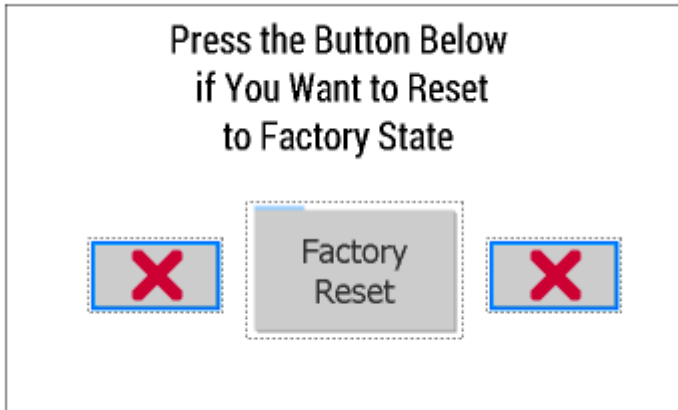 Press the Button Below
if You Want to Reset
to Factory State
Factory
Reset